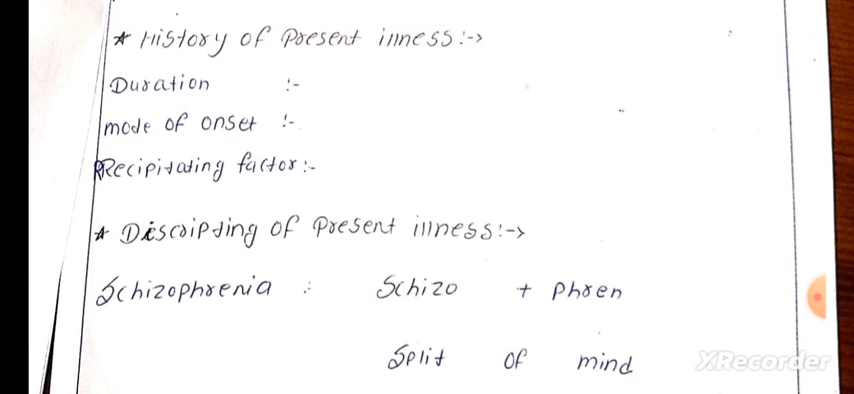 * History of Present illness:->
Duration :-
mode of onset :-
PRecipitating factor:-
* Discripting of Present illness:->
Schizophrenia : Schizo + Phren
Split of mind
XRecorder